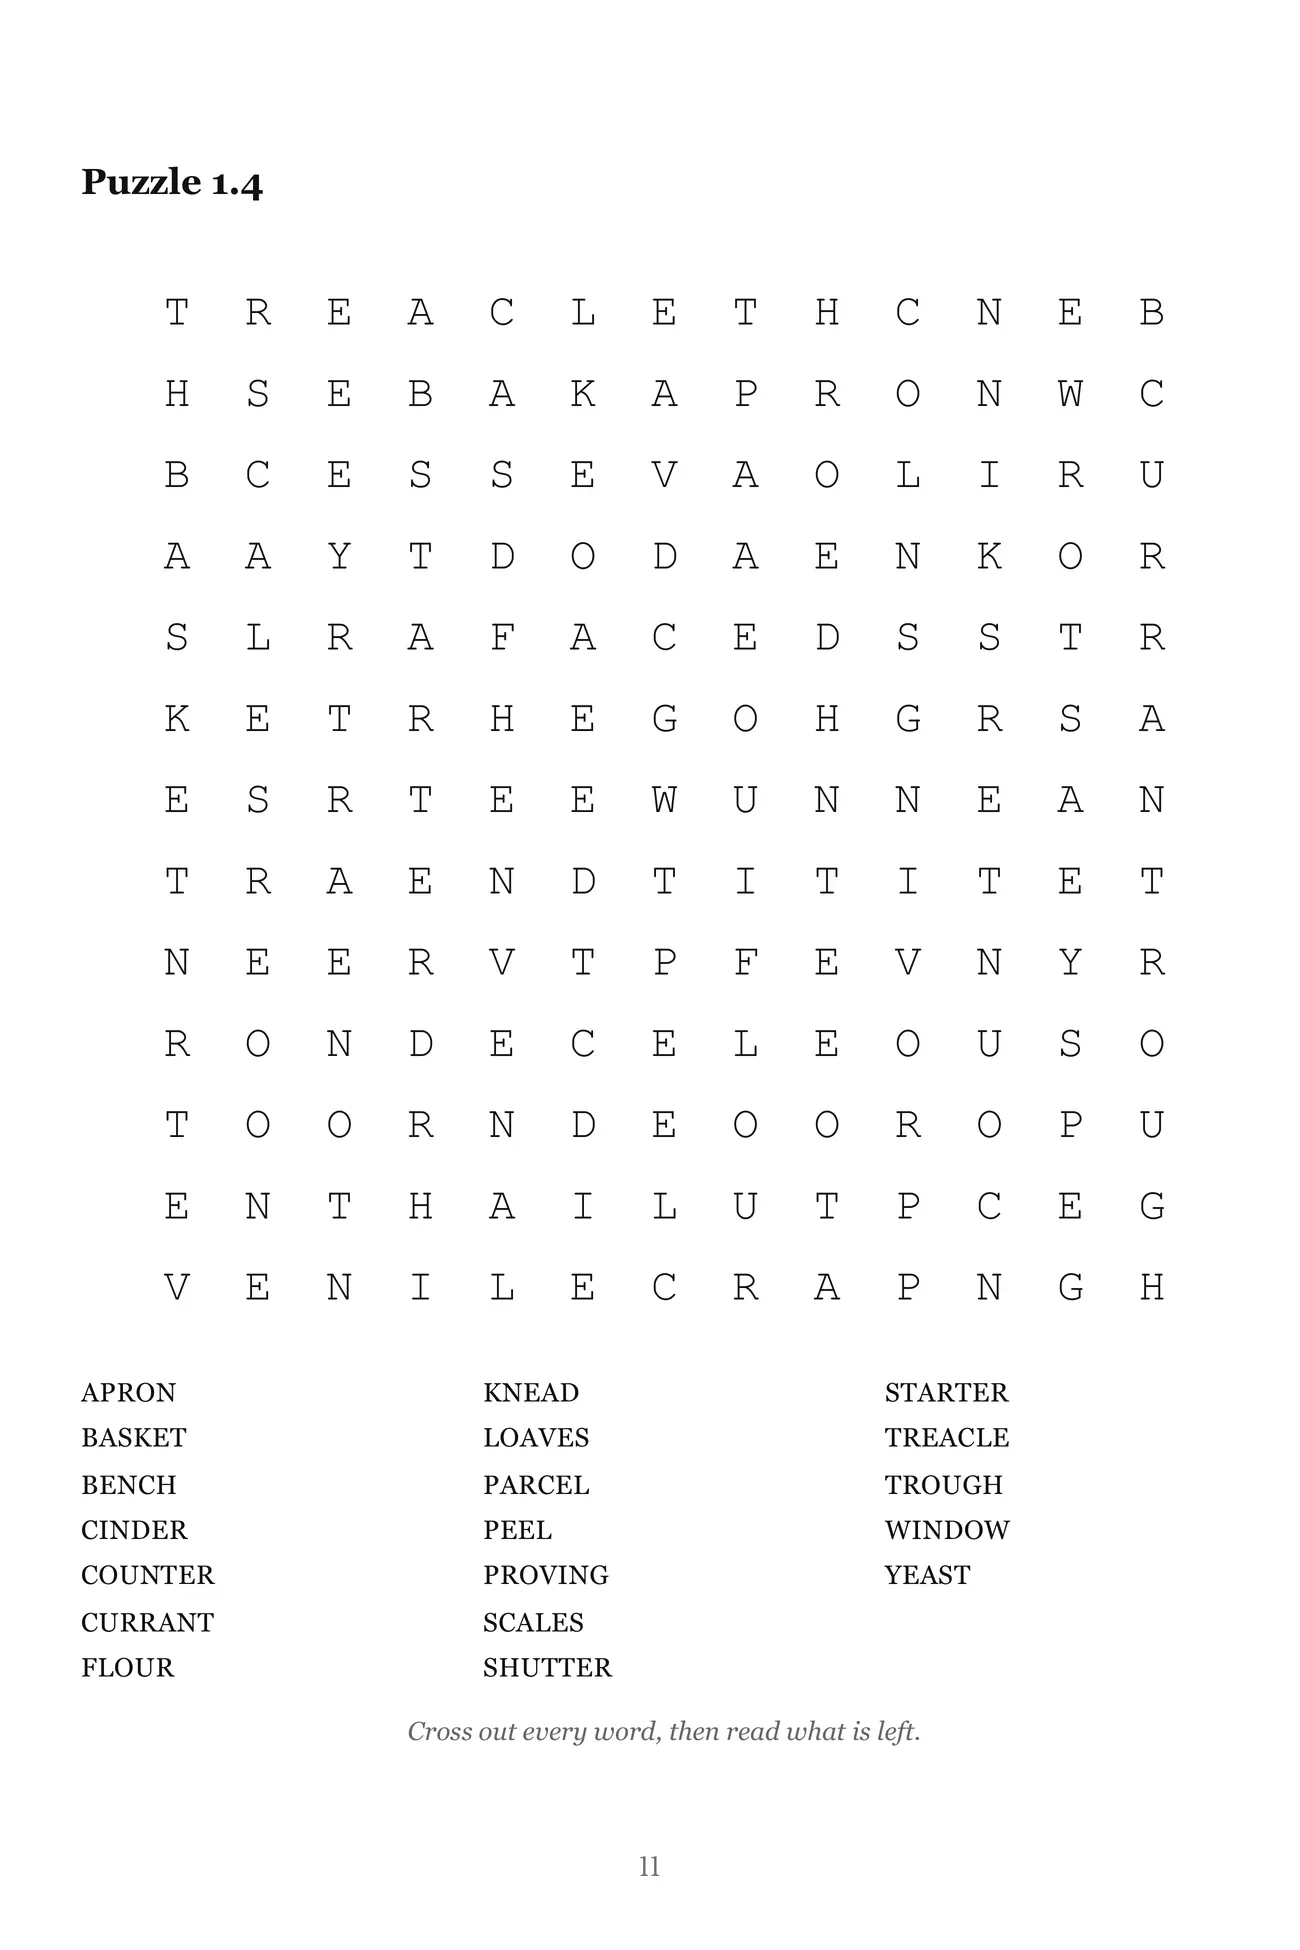 Puzzle 1.4
T R E A C L E T H C N E B
H S E B A K A P R O N W C
B C E S S E V A O L I R U
A A Y T D O D A E N K O R
S L R A F A C E D S S T R
K E T R H E G O H G R S A
E S R T E E W U N N E A N
T R A E N D T I T I T E T
N E E R V T P F E V N Y R
R O N D E C E L E O U S O
T O O R N D E O O R O P U
E N T H A I L U T P C E G
V E N I L E C R A P N G H
APRON KNEAD STARTER
BASKET LOAVES TREACLE
BENCH PARCEL TROUGH
CINDER PEEL WINDOW
COUNTER PROVING YEAST
CURRANT SCALES
FLOUR SHUTTER
Cross out every word, then read what is left.
11